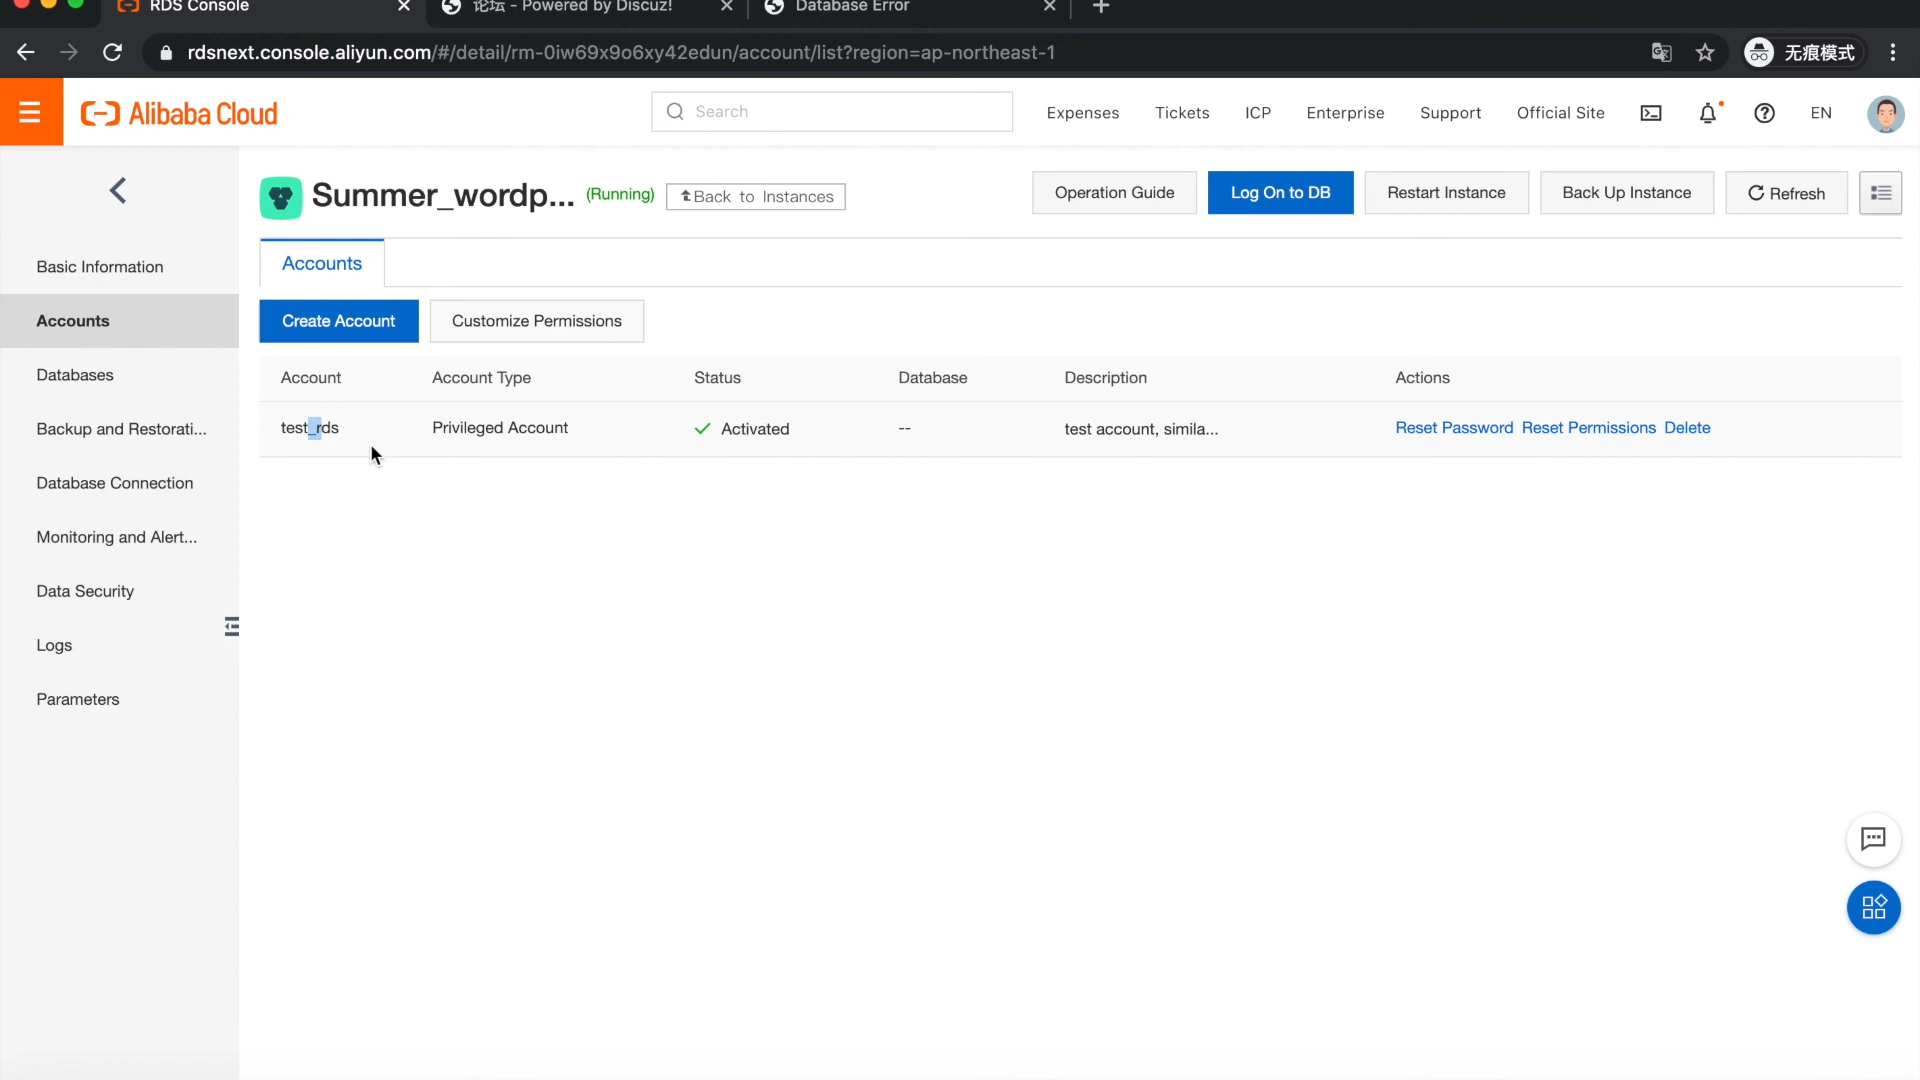 RDS Console
论坛 - Powered by Discuz!
Database Error
rdsnext.console.aliyun.com/#/detail/rm-0iw69x9o6xy42edun/account/list?region=ap-northeast-1
无痕模式
Alibaba Cloud
Search
Expenses
Tickets
ICP
Enterprise
Support
Official Site
EN
Summer_wordp...
(Running)
Back to Instances
Operation Guide
Log On to DB
Restart Instance
Back Up Instance
Refresh
Basic Information
Accounts
Databases
Backup and Restorati...
Database Connection
Monitoring and Alert...
Data Security
Logs
Parameters
Accounts
Create Account
Customize Permissions
Account Account Type Status Database Description Actions
test_rds Privileged Account Activated -- test account, simila... Reset Password Reset Permissions Delete